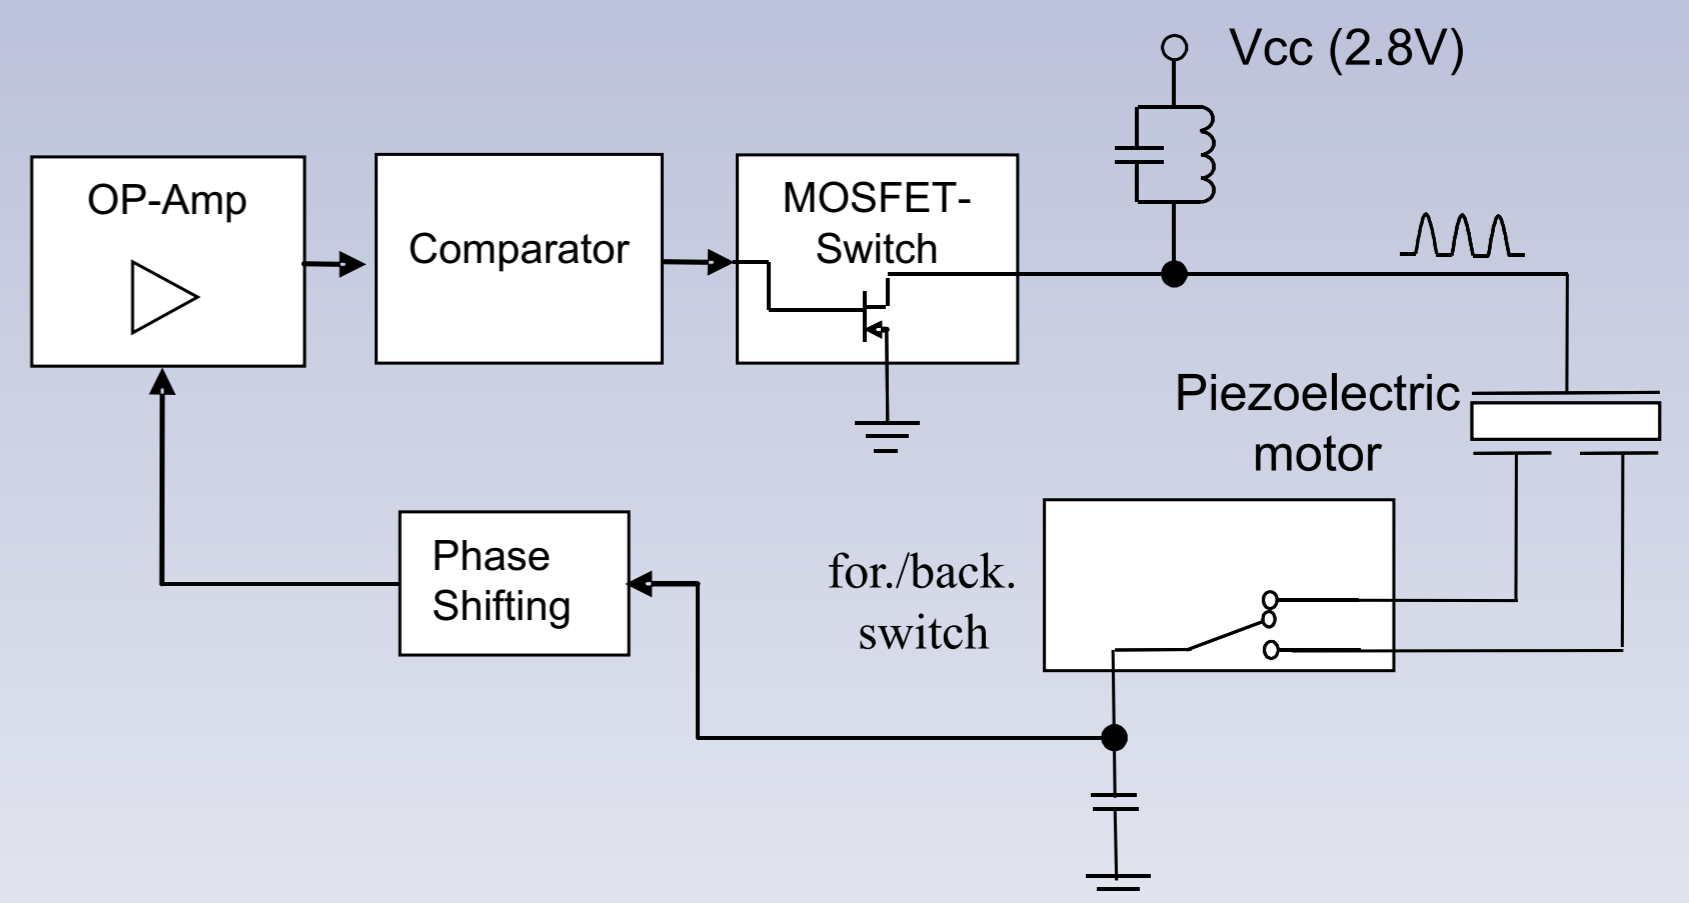 Vcc (2.8V)
OP-Amp
Comparator
MOSFET-
Switch
Piezoelectric
motor
Phase
Shifting
for./back.
switch